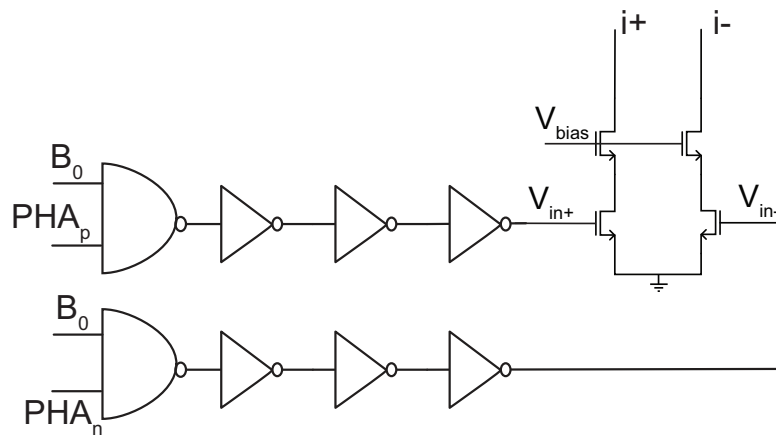 i+ i-
V_bias
B_0
PHA_p
V_in+ V_in-
B_0
PHA_n